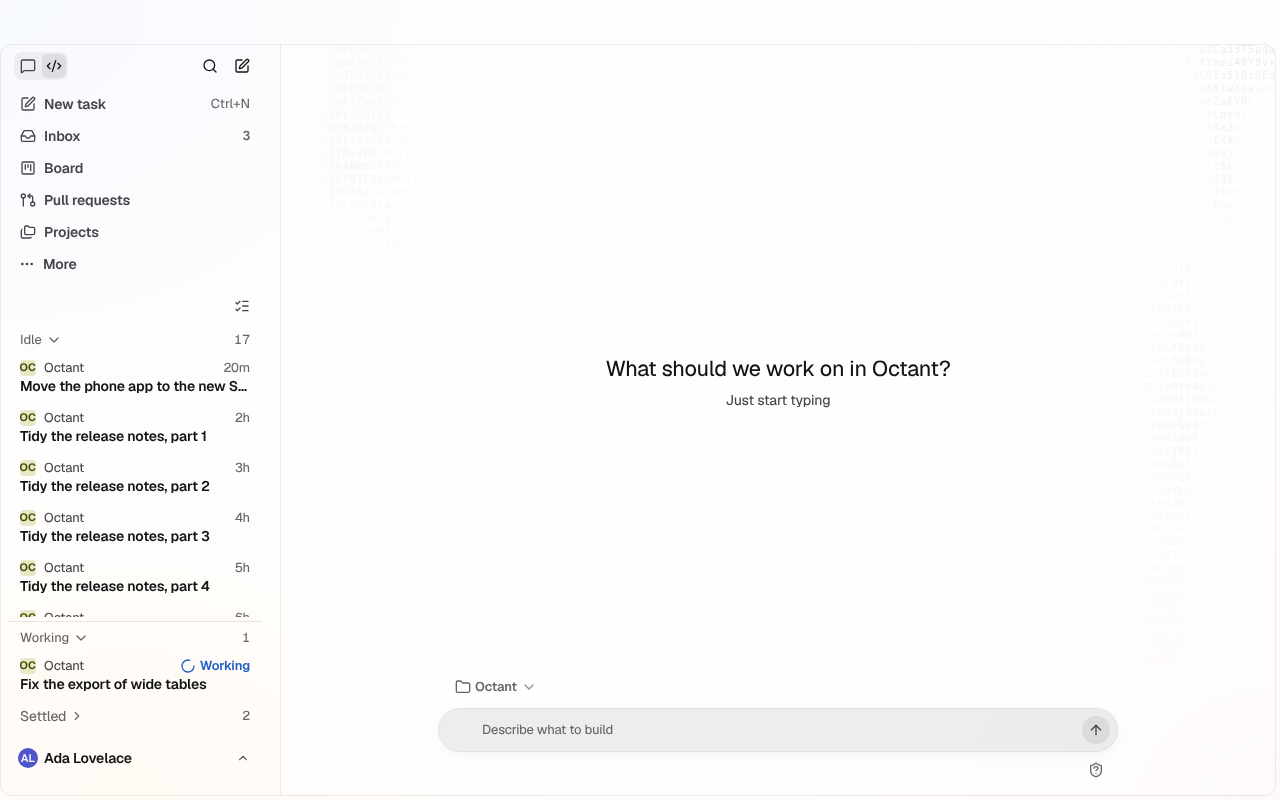 New task Ctrl+N
Inbox 3
Board
Pull requests
Projects
More
Idle 17
OC Octant 20m
Move the phone app to the new S...
OC Octant 2h
Tidy the release notes, part 1
OC Octant 3h
Tidy the release notes, part 2
OC Octant 4h
Tidy the release notes, part 3
OC Octant 5h
Tidy the release notes, part 4
OC Octant 6h
Working 1
OC Octant Working
Fix the export of wide tables
Settled 2
AL Ada Lovelace
What should we work on in Octant?
Just start typing
Octant
Describe what to build